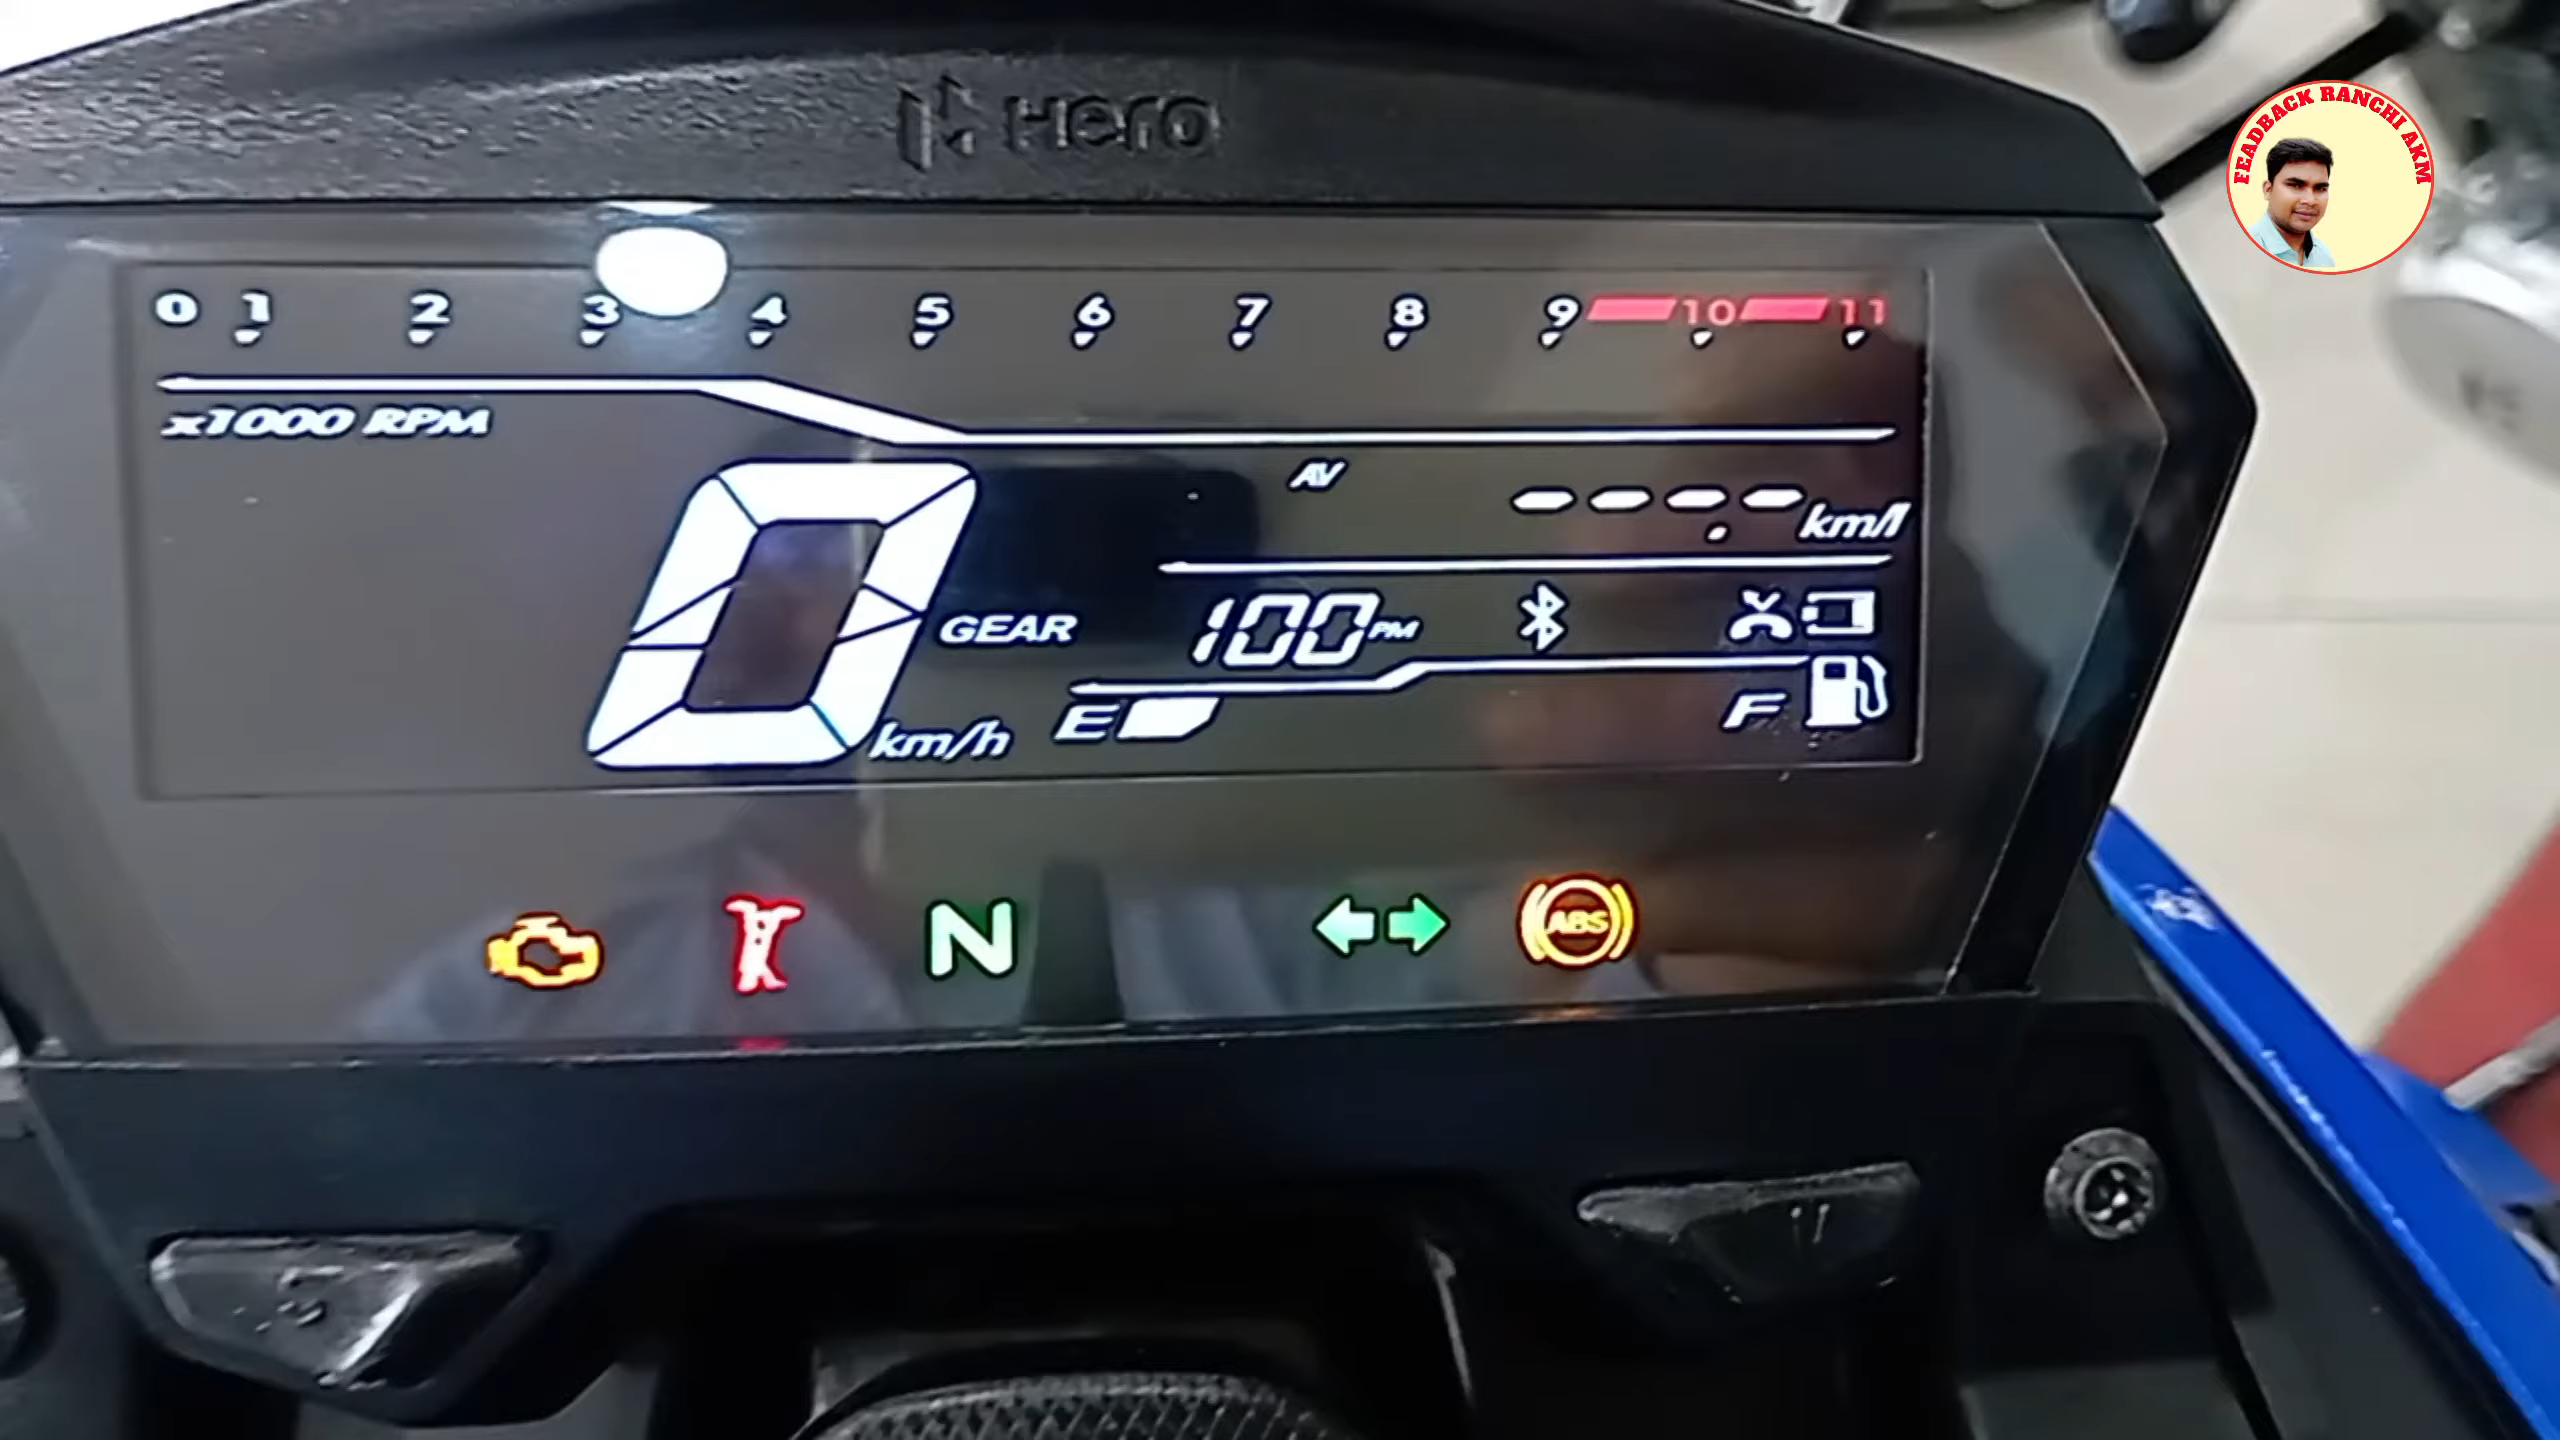 Hero
FEADBACK RANCHI AKM
0 1 2 3 4 5 6 7 8 9 10 11
x1000 RPM
AV
----.- km/l
0 GEAR
100 PM
km/h
E F
N
ABS